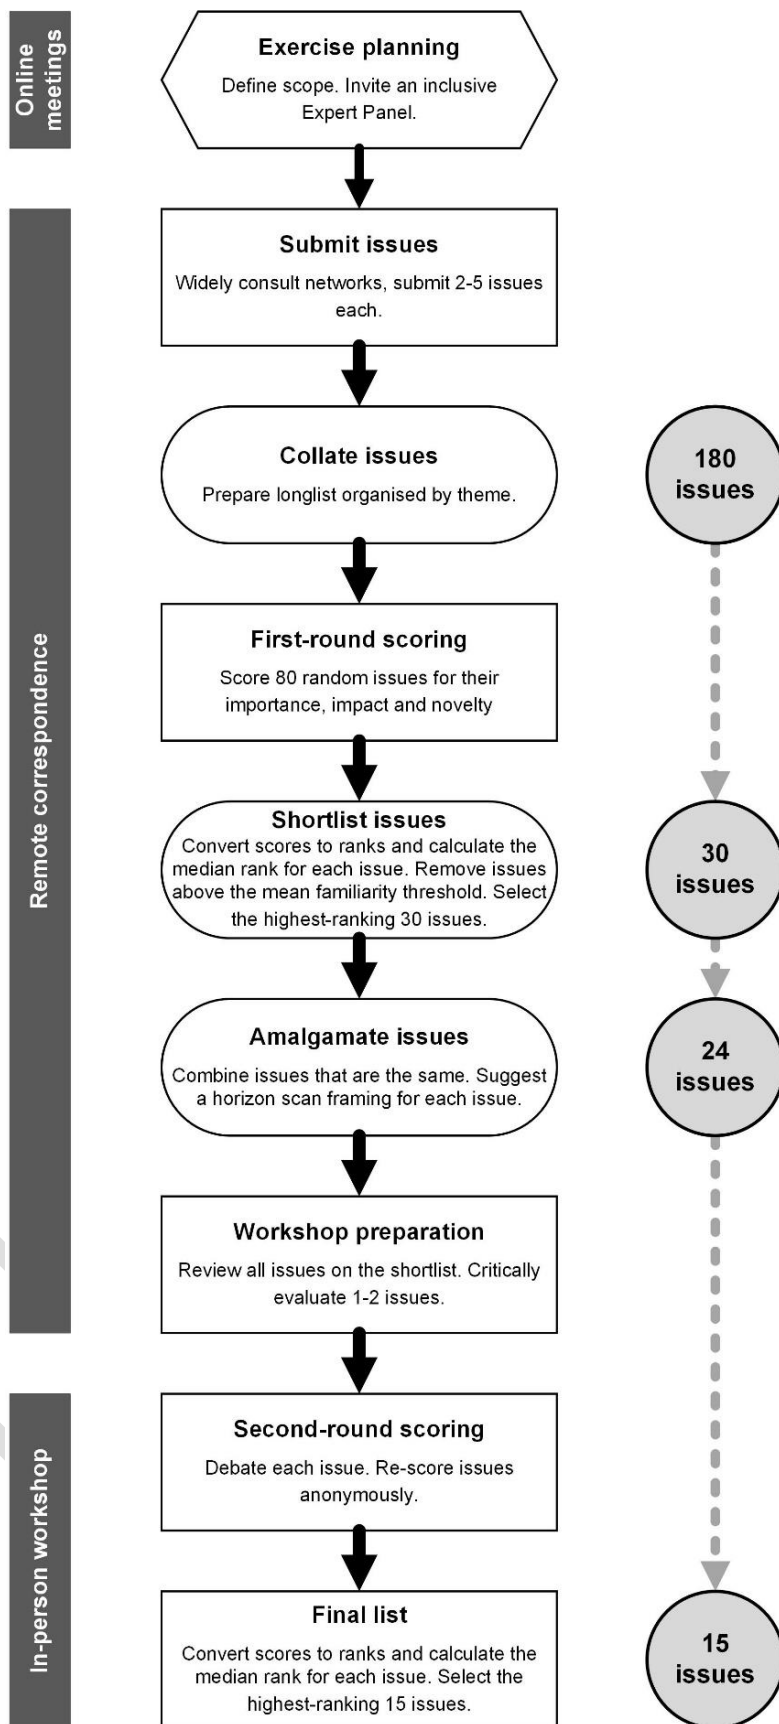 Online
meetings
Exercise planning
Define scope. Invite an inclusive
Expert Panel.
Remote correspondence
Submit issues
Widely consult networks, submit 2-5 issues
each.
Collate issues
Prepare longlist organised by theme.
180
issues
First-round scoring
Score 80 random issues for their
importance, impact and novelty
Shortlist issues
Convert scores to ranks and calculate the
median rank for each issue. Remove issues
above the mean familiarity threshold. Select
the highest-ranking 30 issues.
30
issues
Amalgamate issues
Combine issues that are the same. Suggest
a horizon scan framing for each issue.
24
issues
Workshop preparation
Review all issues on the shortlist. Critically
evaluate 1-2 issues.
In-person workshop
Second-round scoring
Debate each issue. Re-score issues
anonymously.
Final list
Convert scores to ranks and calculate the
median rank for each issue. Select the
highest-ranking 15 issues.
15
issues